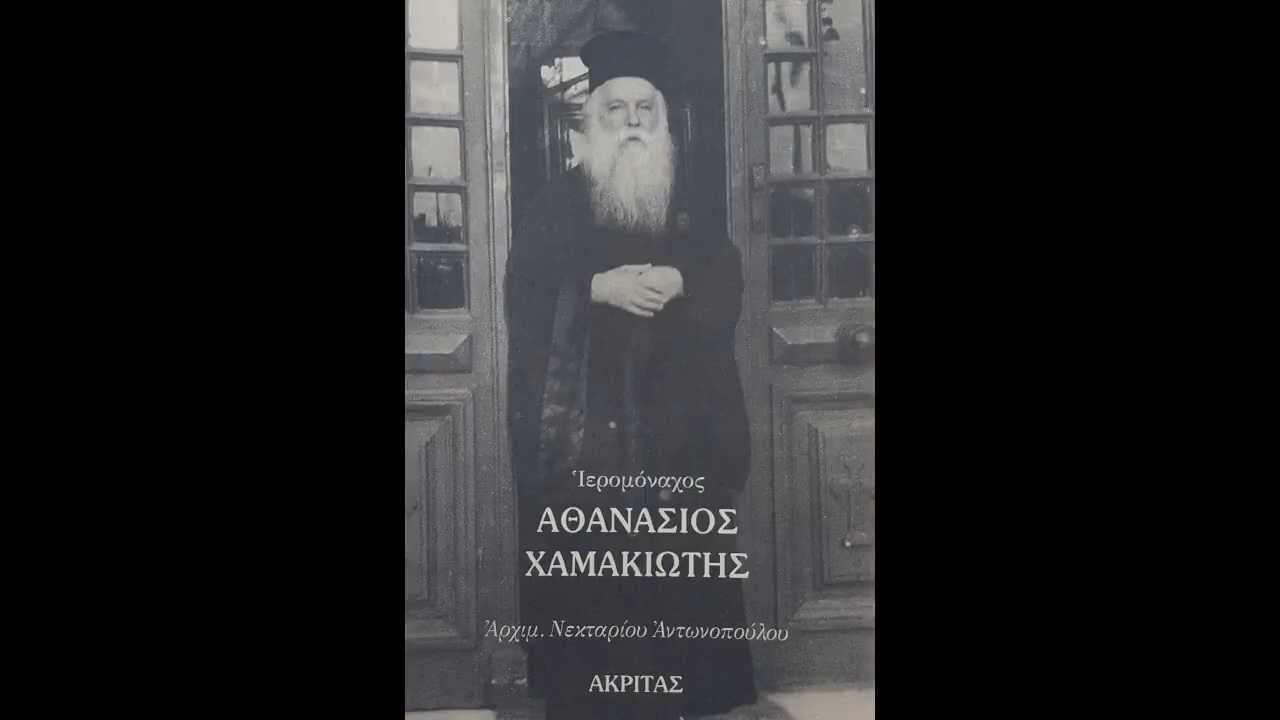 Ἱερομόναχος
ΑΘΑΝΑΣΙΟΣ
ΧΑΜΑΚΙΩΤΗΣ
Ἀρχιμ. Νεκταρίου Ἀντωνοπούλου
ΑΚΡΙΤΑΣ